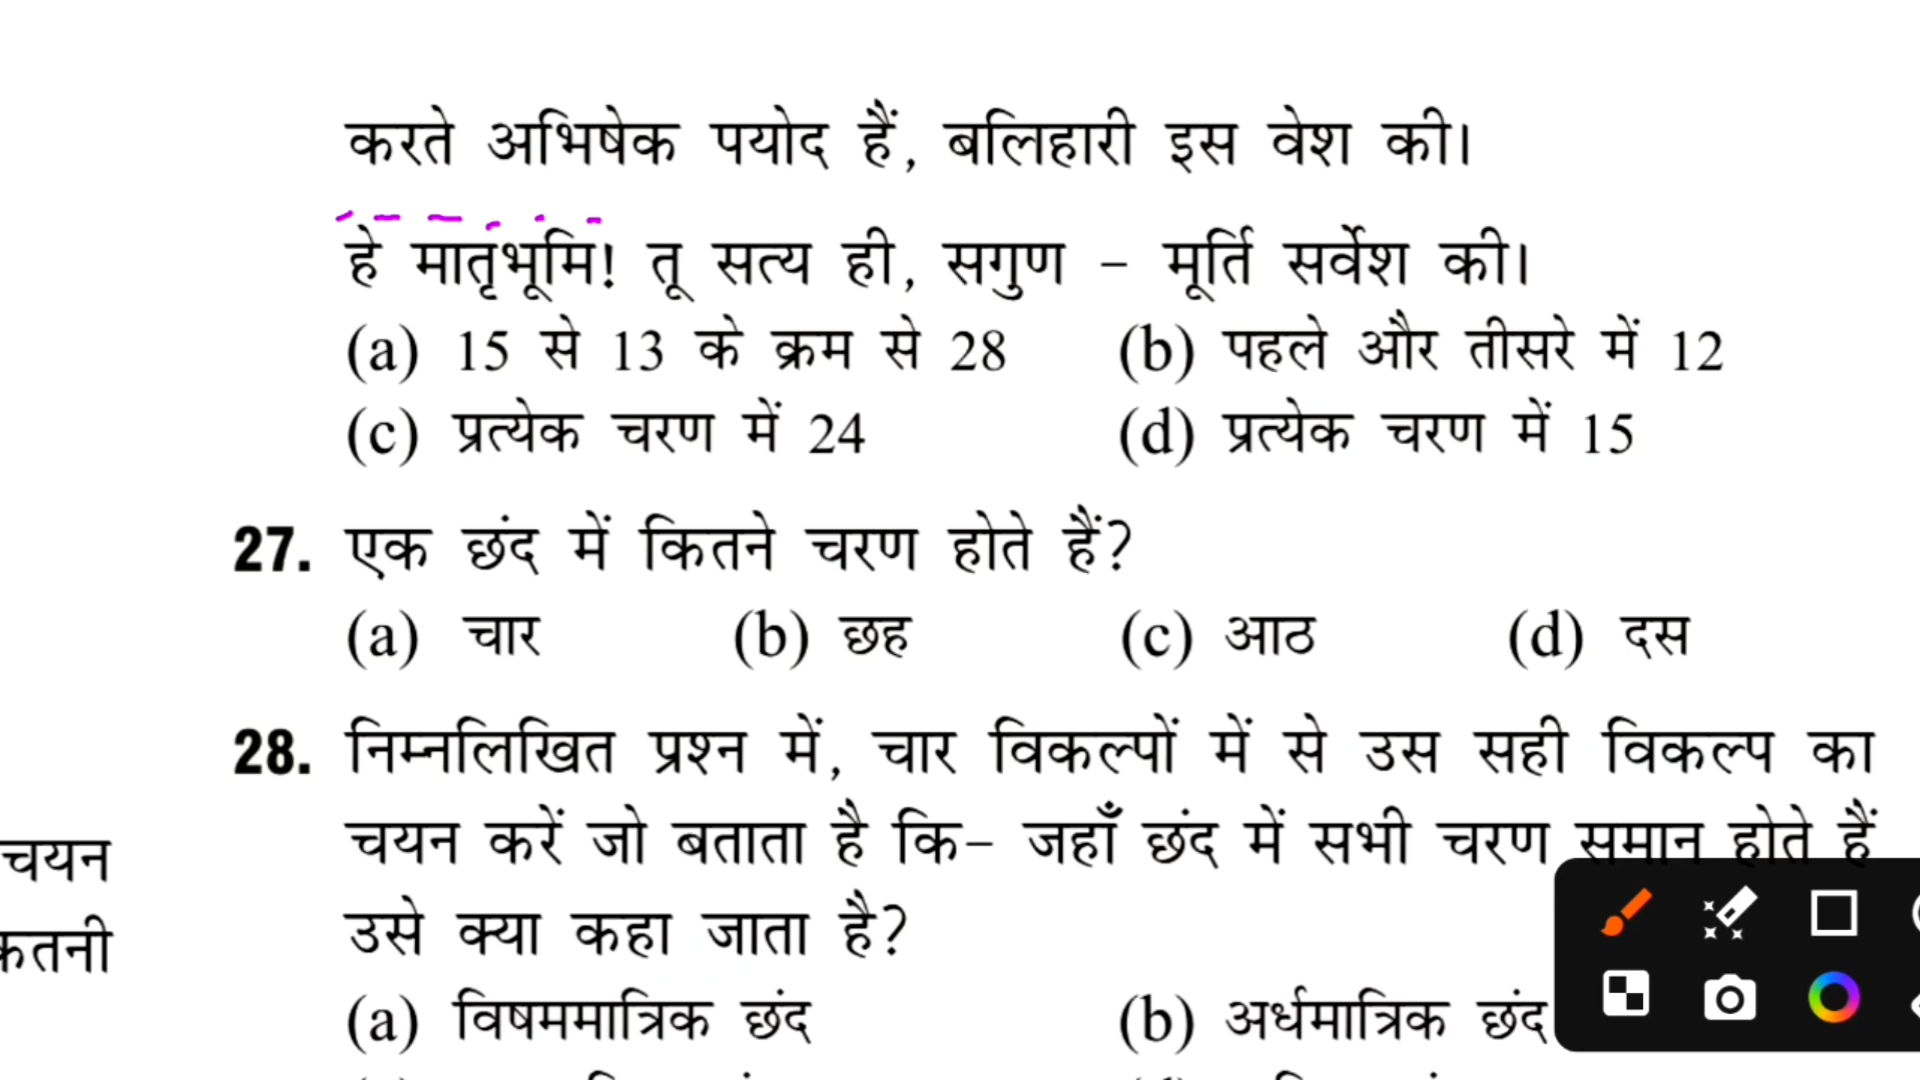 करते अभिषेक पयोद हैं, बलिहारी इस वेश की।
हे मातृभूमि! तू सत्य ही, सगुण - मूर्ति सर्वेश की।
(a) 15 से 13 के क्रम से 28 (b) पहले और तीसरे में 12
(c) प्रत्येक चरण में 24 (d) प्रत्येक चरण में 15
27. एक छंद में कितने चरण होते हैं?
(a) चार (b) छह (c) आठ (d) दस
28. निम्नलिखित प्रश्न में, चार विकल्पों में से उस सही विकल्प का
चयन करें जो बताता है कि- जहाँ छंद में सभी चरण समान होते हैं
चयन
उसे क्या कहा जाता है?
(a) विषममात्रिक छंद (b) अर्धमात्रिक छंद